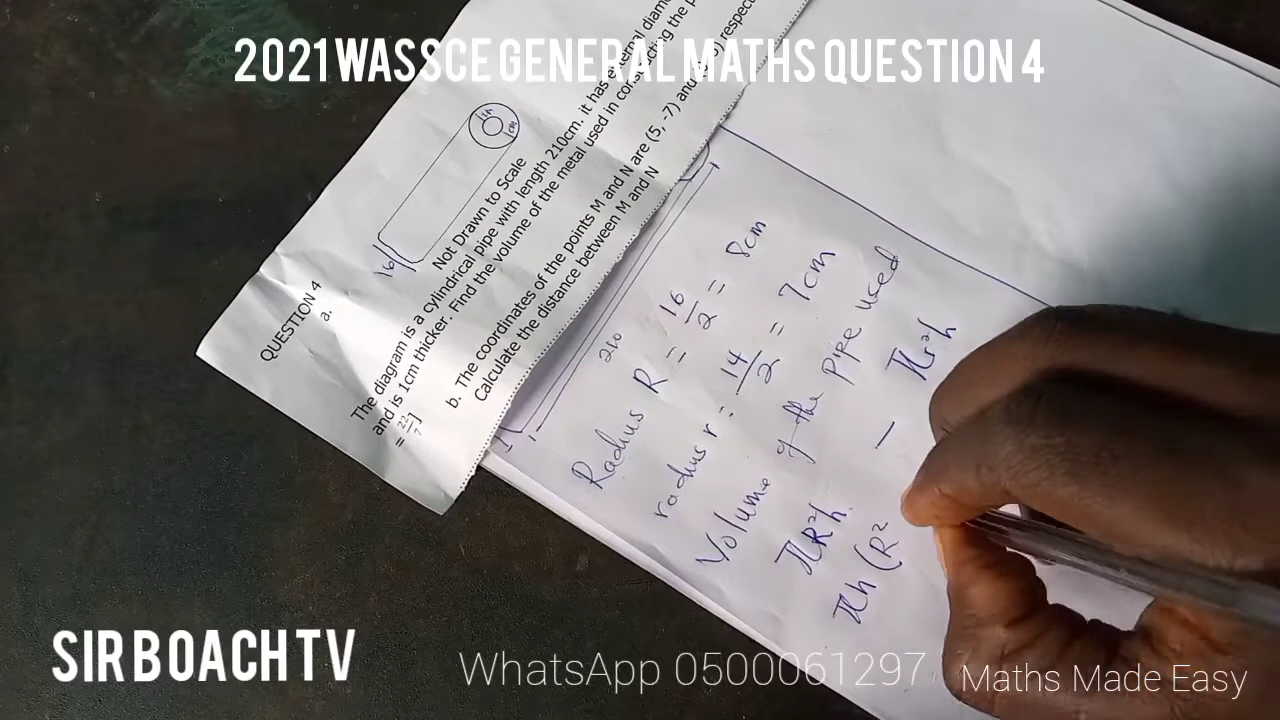 2021 WASSCE GENERAL MATHS QUESTION 4
QUESTION 4
a.
16
1cm
Not Drawn to Scale
The diagram is a cylindrical pipe with length 210cm. it has external
and is 1cm thicker. Find the volume of the metal used in constructing the
= 22/7]
b. The coordinates of the points M and N are (5, -7) and
Calculate the distance between M and N
210
Radius R = 16/2 = 8cm
radius r = 14/2 = 7cm
Volume of the pipe used
πR²h - πr²h
πh (R²
SIR BOACH TV
WhatsApp 0500061297
Maths Made Easy